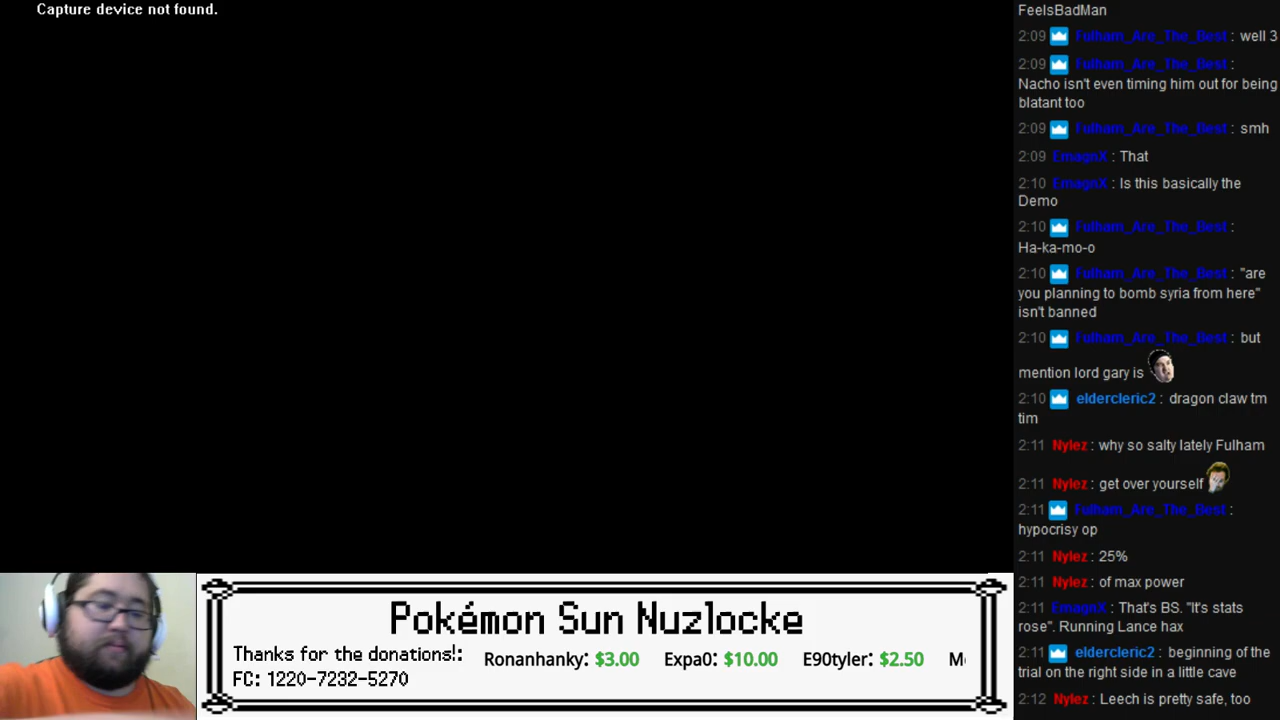 Capture device not found.
FeelsBadMan
2:09 Fulham_Are_The_Best : well 3
2:09 Fulham_Are_The_Best :
Nacho isn't even timing him out for being
blatant too
2:09 Fulham_Are_The_Best : smh
2:09 EmagnX : That
2:10 EmagnX : Is this basically the
Demo
2:10 Fulham_Are_The_Best :
Ha-ka-mo-o
2:10 Fulham_Are_The_Best : "are
you planning to bomb syria from here"
isn't banned
2:10 Fulham_Are_The_Best : but
mention lord gary is
2:10 eldercleric2 : dragon claw tm
tim
2:11 Nylez : why so salty lately Fulham
2:11 Nylez : get over yourself
2:11 Fulham_Are_The_Best :
hypocrisy op
2:11 Nylez : 25%
2:11 Nylez : of max power
2:11 EmagnX : That's BS. "It's stats
rose". Running Lance hax
2:11 eldercleric2 : beginning of the
trial on the right side in a little cave
2:12 Nylez : Leech is pretty safe, too
Pokémon Sun Nuzlocke
Thanks for the donations!: Ronanhanky: $3.00 Expa0: $10.00 E90tyler: $2.50
FC: 1220-7232-5270